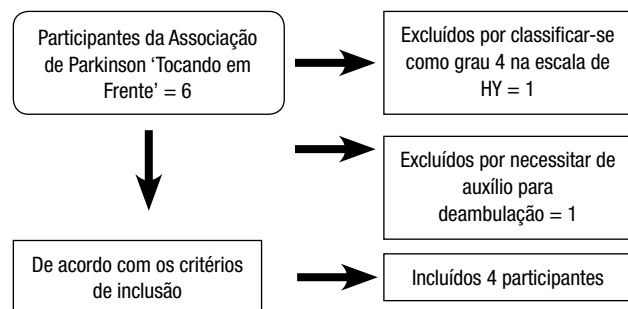 Participantes da Associação
de Parkinson ‘Tocando em
Frente’ = 6
Excluídos por classificar-se
como grau 4 na escala de
HY = 1
Excluídos por necessitar de
auxílio para
deambulação = 1
De acordo com os critérios
de inclusão
Incluídos 4 participantes